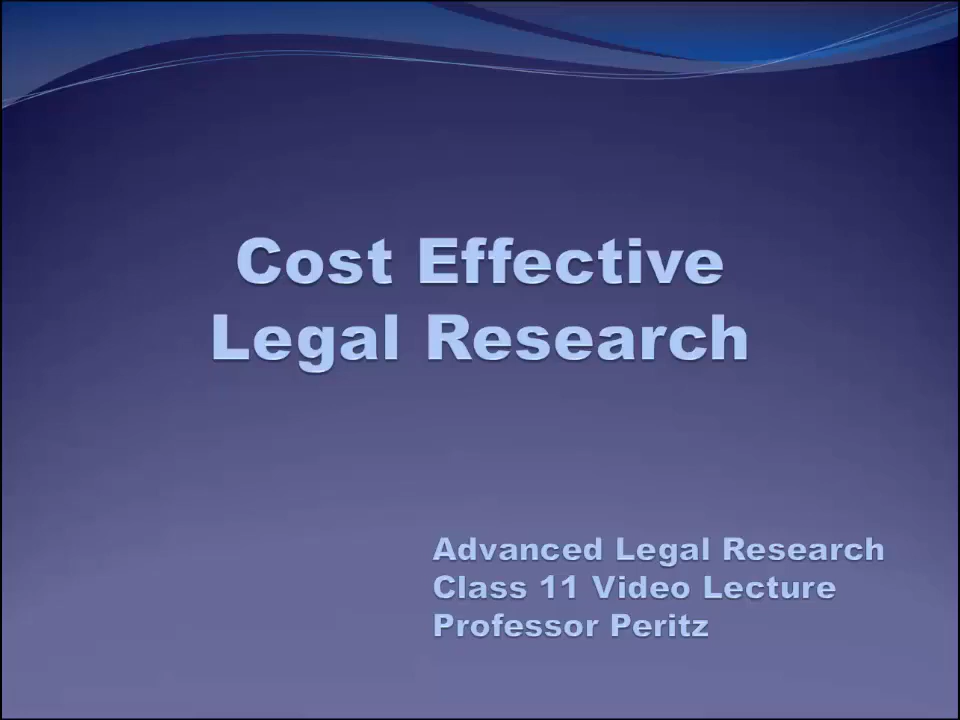 Cost Effective
Legal Research
Advanced Legal Research
Class 11 Video Lecture
Professor Peritz